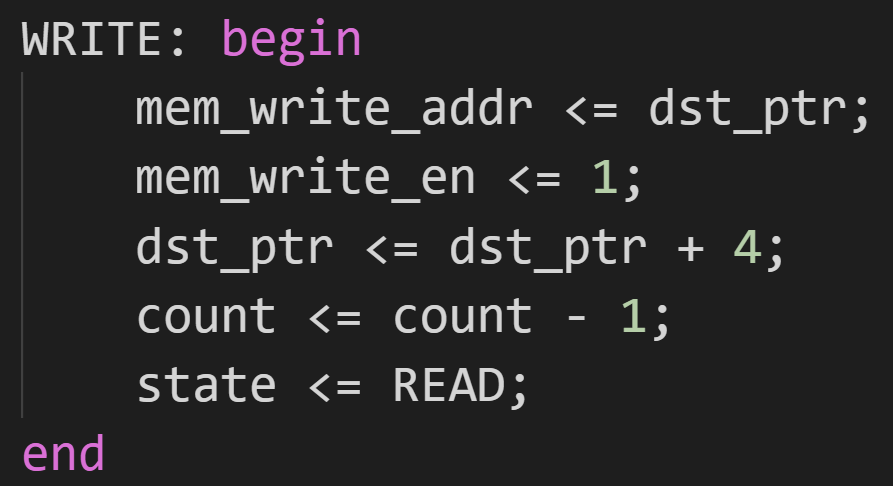 WRITE: begin
mem_write_addr <= dst_ptr;
mem_write_en <= 1;
dst_ptr <= dst_ptr + 4;
count <= count - 1;
state <= READ;
end